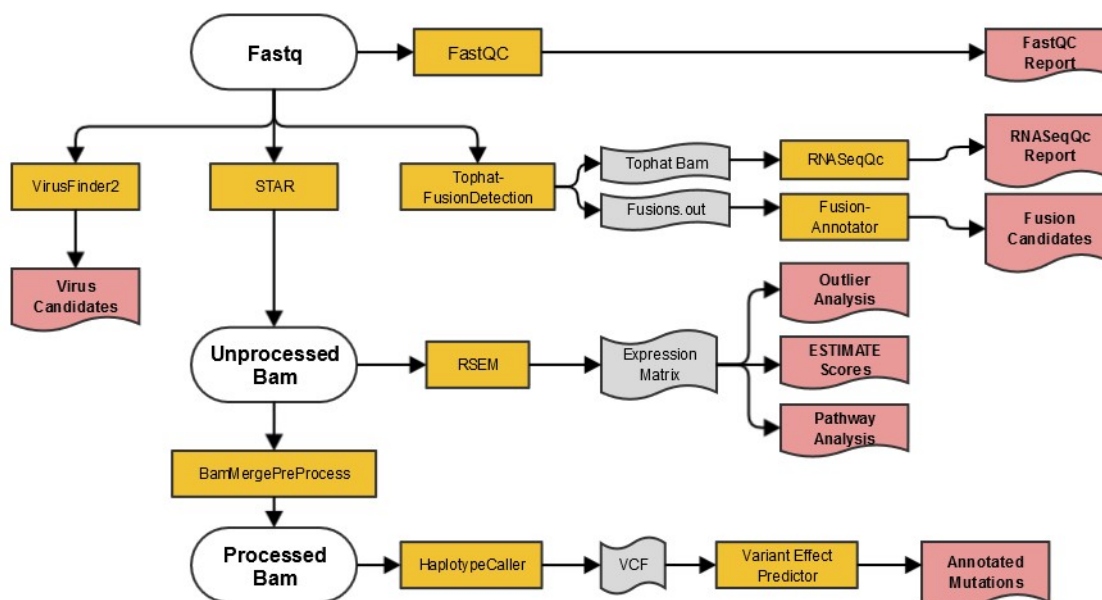 Fastq
FastQC
FastQC
Report
VirusFinder2
STAR
Tophat-
FusionDetection
Tophat Bam
RNASeqQc
RNASeqQc
Report
Fusions.out
Fusion-
Annotator
Fusion
Candidates
Virus
Candidates
Unprocessed
Bam
RSEM
Expression
Matrix
Outlier
Analysis
ESTIMATE
Scores
Pathway
Analysis
BamMergePreProcess
Processed
Bam
HaplotypeCaller
VCF
Variant Effect
Predictor
Annotated
Mutations